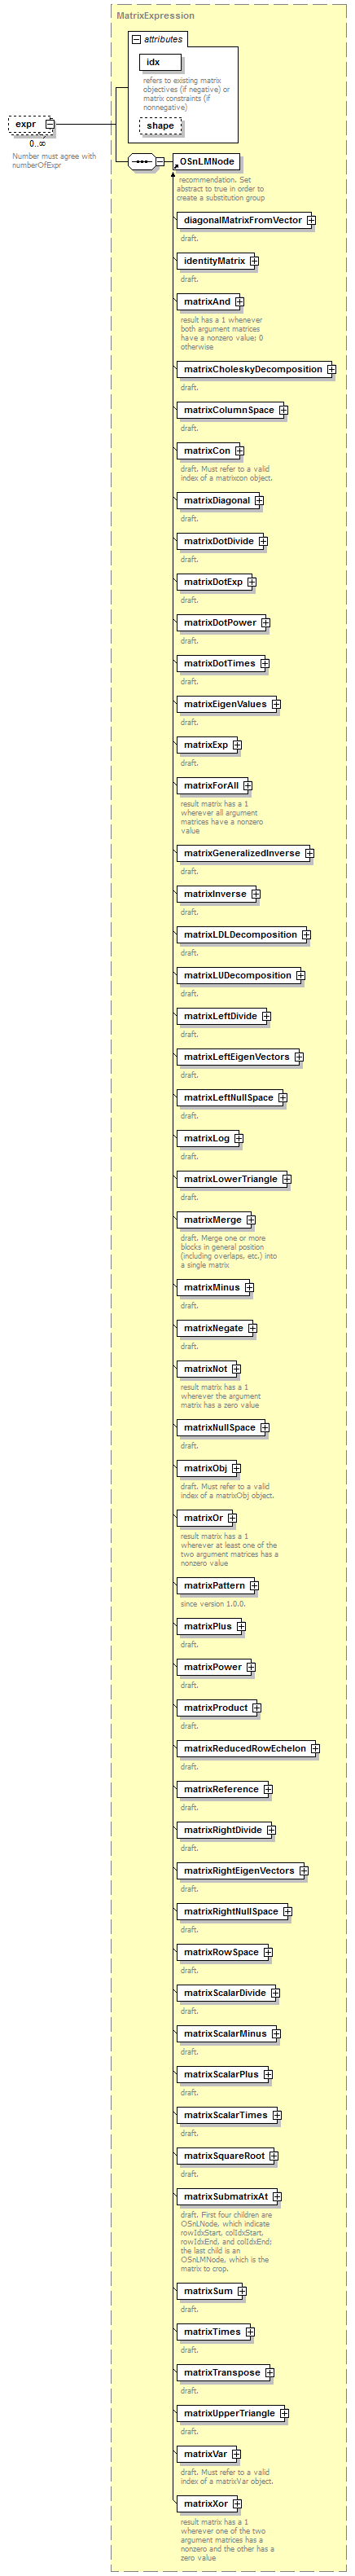 MatrixExpression
attributes
idx
refers to existing matrix
objectives (if negative) or
matrix constraints (if
nonnegative)
shape
expr
0..∞
Number must agree with
numberOfExpr
OSnLMNode
recommendation. Set
abstract to true in order to
create a substitution group
diagonalMatrixFromVector
draft.
identityMatrix
draft.
matrixAnd
result has a 1 whenever
both argument matrices
have a nonzero value; 0
otherwise
matrixCholeskyDecomposition
draft.
matrixColumnSpace
draft.
matrixCon
draft. Must refer to a valid
index of a matrixcon object.
matrixDiagonal
draft.
matrixDotDivide
draft.
matrixDotExp
draft.
matrixDotPower
draft.
matrixDotTimes
draft.
matrixEigenValues
draft.
matrixExp
draft.
matrixForAll
result matrix has a 1
wherever all argument
matrices have a nonzero
value
matrixGeneralizedInverse
draft.
matrixInverse
draft.
matrixLDLDecomposition
draft.
matrixLUDecomposition
draft.
matrixLeftDivide
draft.
matrixLeftEigenVectors
draft.
matrixLeftNullSpace
draft.
matrixLog
draft.
matrixLowerTriangle
draft.
matrixMerge
draft. Merge one or more
blocks in general position
(including overlaps, etc.) into
a single matrix
matrixMinus
draft.
matrixNegate
draft.
matrixNot
result matrix has a 1
wherever the argument
matrix has a zero value
matrixNullSpace
draft.
matrixObj
draft. Must refer to a valid
index of a matrixObj object.
matrixOr
result matrix has a 1
wherever at least one of the
two argument matrices has a
nonzero value
matrixPattern
since version 1.0.0.
matrixPlus
draft.
matrixPower
draft.
matrixProduct
draft.
matrixReducedRowEchelon
draft.
matrixReference
draft.
matrixRightDivide
draft.
matrixRightEigenVectors
draft.
matrixRightNullSpace
draft.
matrixRowSpace
draft.
matrixScalarDivide
draft.
matrixScalarMinus
draft.
matrixScalarPlus
draft.
matrixScalarTimes
draft.
matrixSquareRoot
draft.
matrixSubmatrixAt
draft. First four children are
OSnLNode, which indicate
rowIdxStart, colIdxStart,
rowIdxEnd, and colIdxEnd;
the last child is an
OSnLMNode, which is the
matrix to crop.
matrixSum
draft.
matrixTimes
draft.
matrixTranspose
draft.
matrixUpperTriangle
draft.
matrixVar
draft. Must refer to a valid
index of a matrixVar object.
matrixXor
result matrix has a 1
wherever one of the two
argument matrices has a
nonzero and the other has a
zero value